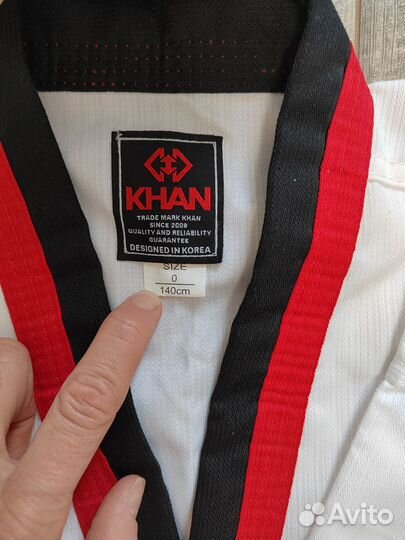 KHAN
TRADE MARK KHAN
SINCE 2008
QUALITY AND RELIABILITY
GUARANTEE
DESIGNED IN KOREA
SIZE
0
140cm
Avito